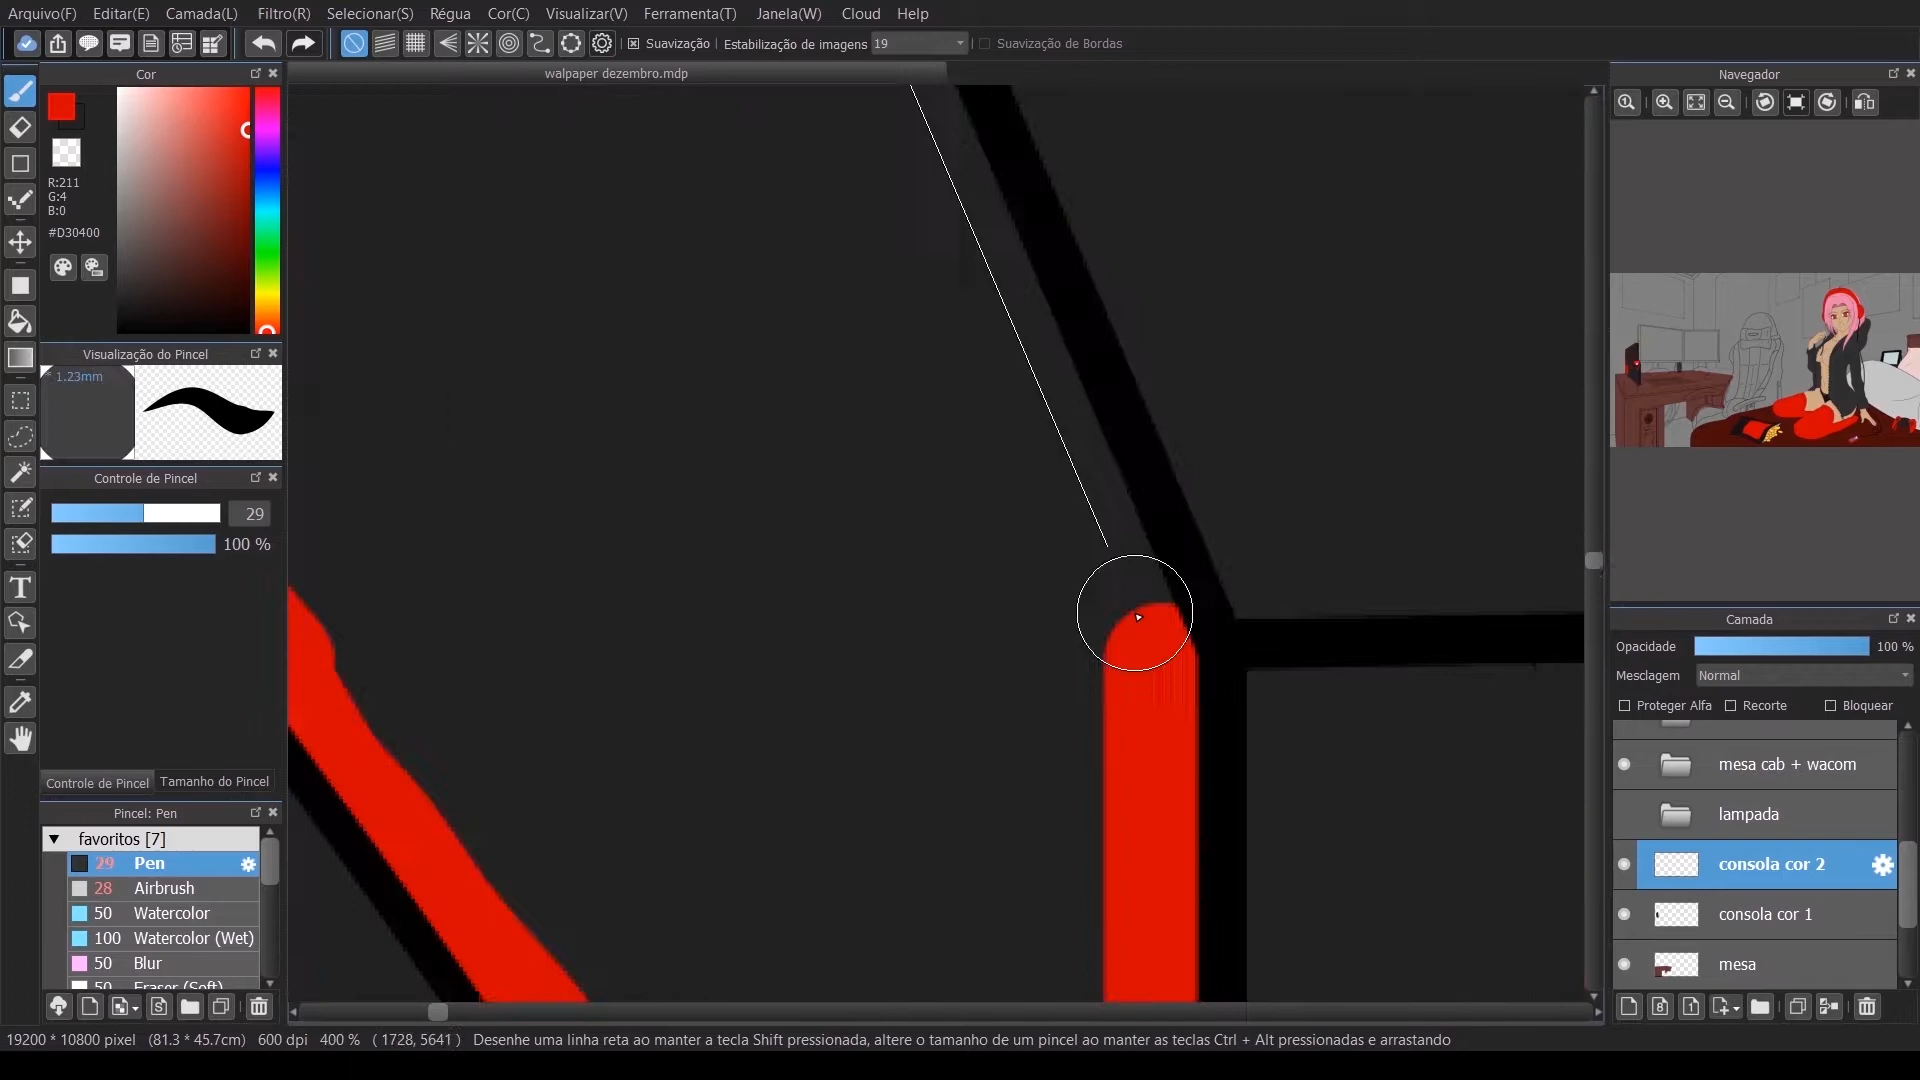 Arquivo(F) Editar(E) Camada(L) Filtro(R) Selecionar(S) Régua Cor(C) Visualizar(V) Ferramenta(T) Janela(W) Cloud Help
Suavização Estabilização de imagens 19 Suavização de Bordas
Cor
walpaper dezembro.mdp
Navegador
R:211
G:4
B:0
#D30400
Visualização do Pincel
* 1.23mm
Controle de Pincel
29
100 %
Controle de Pincel Tamanho do Pincel
Pincel: Pen
favoritos [7]
29 Pen
28 Airbrush
50 Watercolor
100 Watercolor (Wet)
50 Blur
50 Eraser (Soft)
Camada
Opacidade 100 %
Mesclagem Normal
Proteger Alfa Recorte Bloquear
mesa cab + wacom
lampada
consola cor 2
consola cor 1
mesa
19200 * 10800 pixel (81.3 * 45.7cm) 600 dpi 400 % ( 1728, 5641 ) Desenhe uma linha reta ao manter a tecla Shift pressionada, altere o tamanho de um pincel ao manter as teclas Ctrl + Alt pressionadas e arrastando